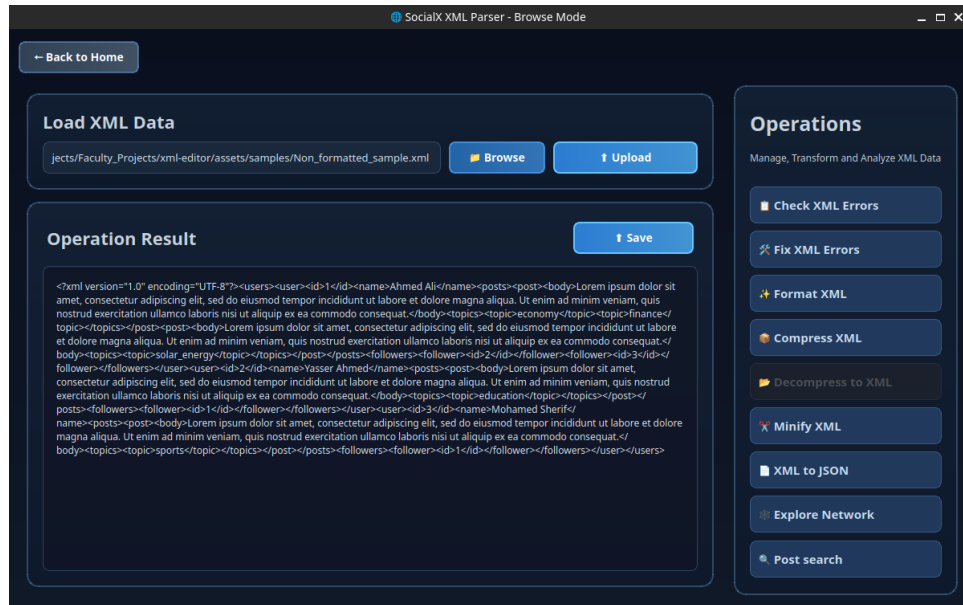 🌐 SocialX XML Parser - Browse Mode
← Back to Home
Load XML Data
jects/Faculty_Projects/xml-editor/assets/samples/Non_formatted_sample.xml
📁 Browse
⬆ Upload
Operation Result
⬆ Save
<?xml version="1.0" encoding="UTF-8"?><users><user><id>1</id><name>Ahmed Ali</name><posts><post><body>Lorem ipsum dolor sit
amet, consectetur adipiscing elit, sed do eiusmod tempor incididunt ut labore et dolore magna aliqua. Ut enim ad minim veniam, quis
nostrud exercitation ullamco laboris nisi ut aliquip ex ea commodo consequat.</body><topics><topic>economy</topic><topic>finance</
topic></topics></post><post><body>Lorem ipsum dolor sit amet, consectetur adipiscing elit, sed do eiusmod tempor incididunt ut labore
et dolore magna aliqua. Ut enim ad minim veniam, quis nostrud exercitation ullamco laboris nisi ut aliquip ex ea commodo consequat.</
body><topics><topic>solar_energy</topic></topics></post></posts><followers><follower><id>2</id></follower><follower><id>3</id></
follower></followers></user><user><id>2</id><name>Yasser Ahmed</name><posts><post><body>Lorem ipsum dolor sit amet,
consectetur adipiscing elit, sed do eiusmod tempor incididunt ut labore et dolore magna aliqua. Ut enim ad minim veniam, quis nostrud
exercitation ullamco laboris nisi ut aliquip ex ea commodo consequat.</body><topics><topic>education</topic></topics></post></
posts><followers><follower><id>1</id></follower></followers></user><user><id>3</id><name>Mohamed Sherif</
name><posts><post><body>Lorem ipsum dolor sit amet, consectetur adipiscing elit, sed do eiusmod tempor incididunt ut labore et dolore
magna aliqua. Ut enim ad minim veniam, quis nostrud exercitation ullamco laboris nisi ut aliquip ex ea commodo consequat.</
body><topics><topic>sports</topic></topics></post></posts><followers><follower><id>1</id></follower></followers></user></users>
Operations
Manage, Transform and Analyze XML Data
📋 Check XML Errors
🛠 Fix XML Errors
✨ Format XML
📦 Compress XML
📂 Decompress to XML
✂ Minify XML
📄 XML to JSON
🕸 Explore Network
🔍 Post search